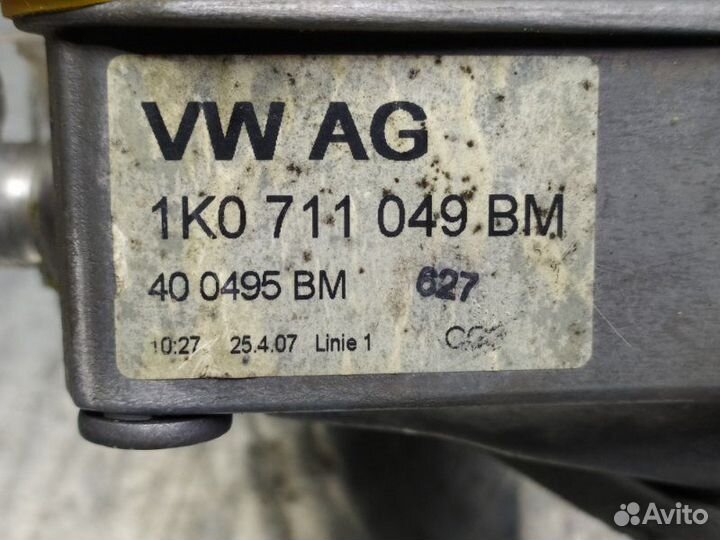 VW AG
1K0 711 049 BM
40 0495 BM 627
10:27 25.4.07 Linie 1
Avito